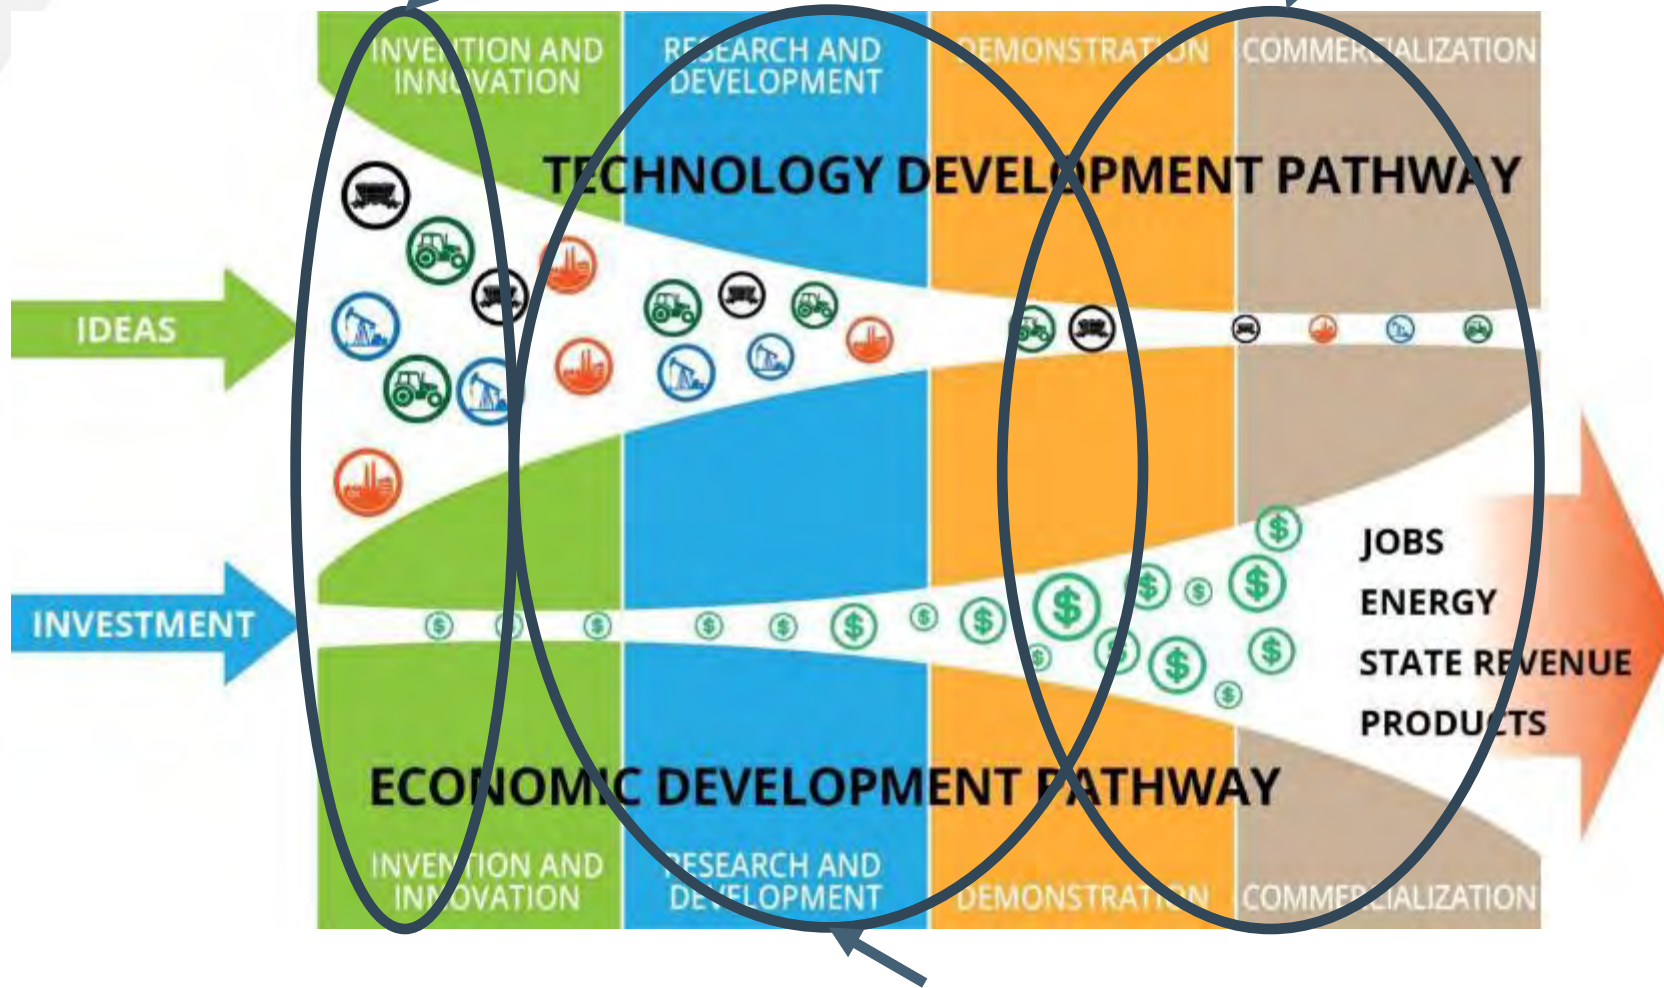 INVENTION AND
INNOVATION
RESEARCH AND
DEVELOPMENT
DEMONSTRATION
COMMERCIALIZATION
TECHNOLOGY DEVELOPMENT PATHWAY
IDEAS
INVESTMENT
$ $ $ $ $ $ $ $ $ $ $ $ $ $ $ $ $ $
JOBS
ENERGY
STATE REVENUE
PRODUCTS
ECONOMIC DEVELOPMENT PATHWAY
INVENTION AND
INNOVATION
RESEARCH AND
DEVELOPMENT
DEMONSTRATION
COMMERCIALIZATION